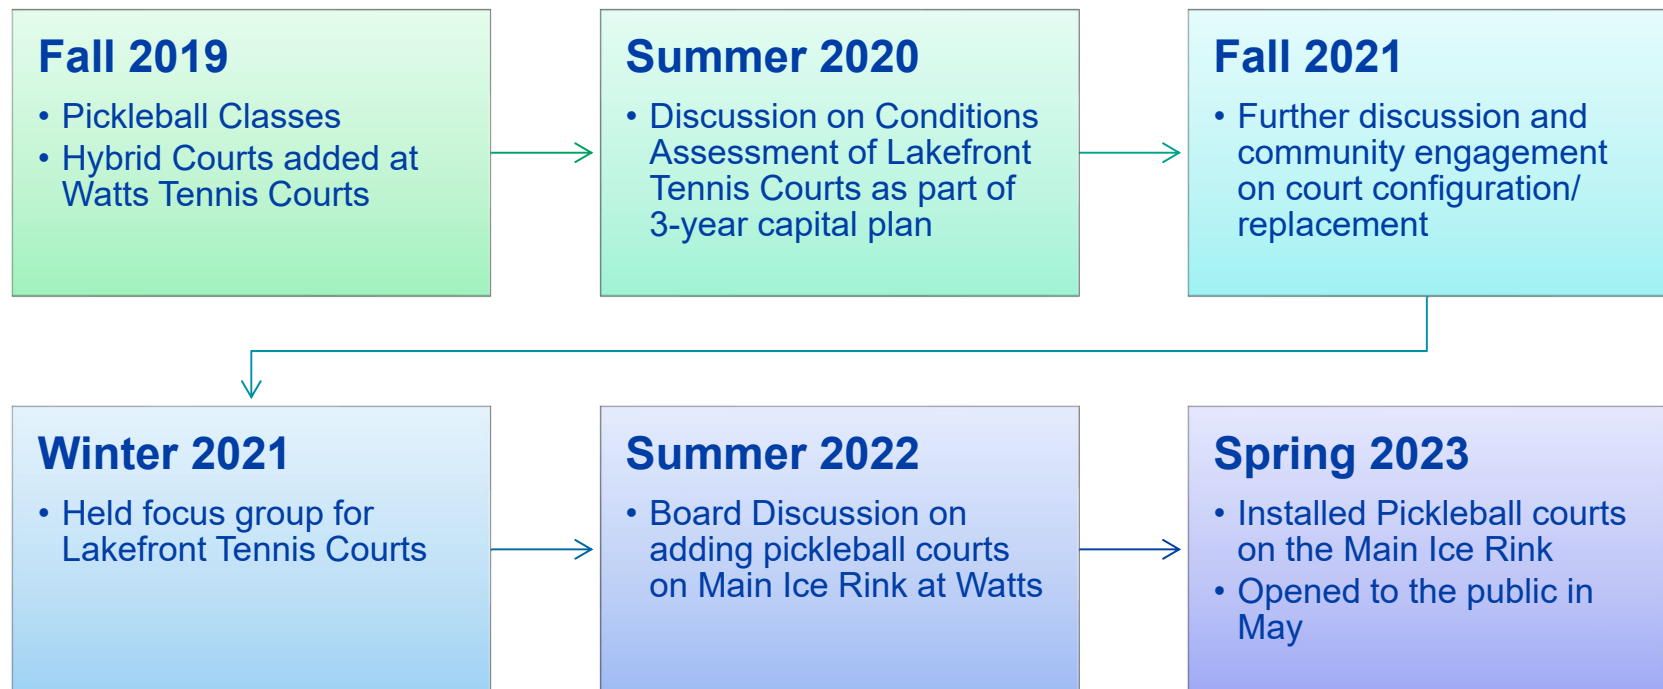 Fall 2019
• Pickleball Classes
• Hybrid Courts added at
Watts Tennis Courts
Summer 2020
• Discussion on Conditions
Assessment of Lakefront
Tennis Courts as part of
3-year capital plan
Fall 2021
• Further discussion and
community engagement
on court configuration/
replacement
Winter 2021
• Held focus group for
Lakefront Tennis Courts
Summer 2022
• Board Discussion on
adding pickleball courts
on Main Ice Rink at Watts
Spring 2023
• Installed Pickleball courts
on the Main Ice Rink
• Opened to the public in
May